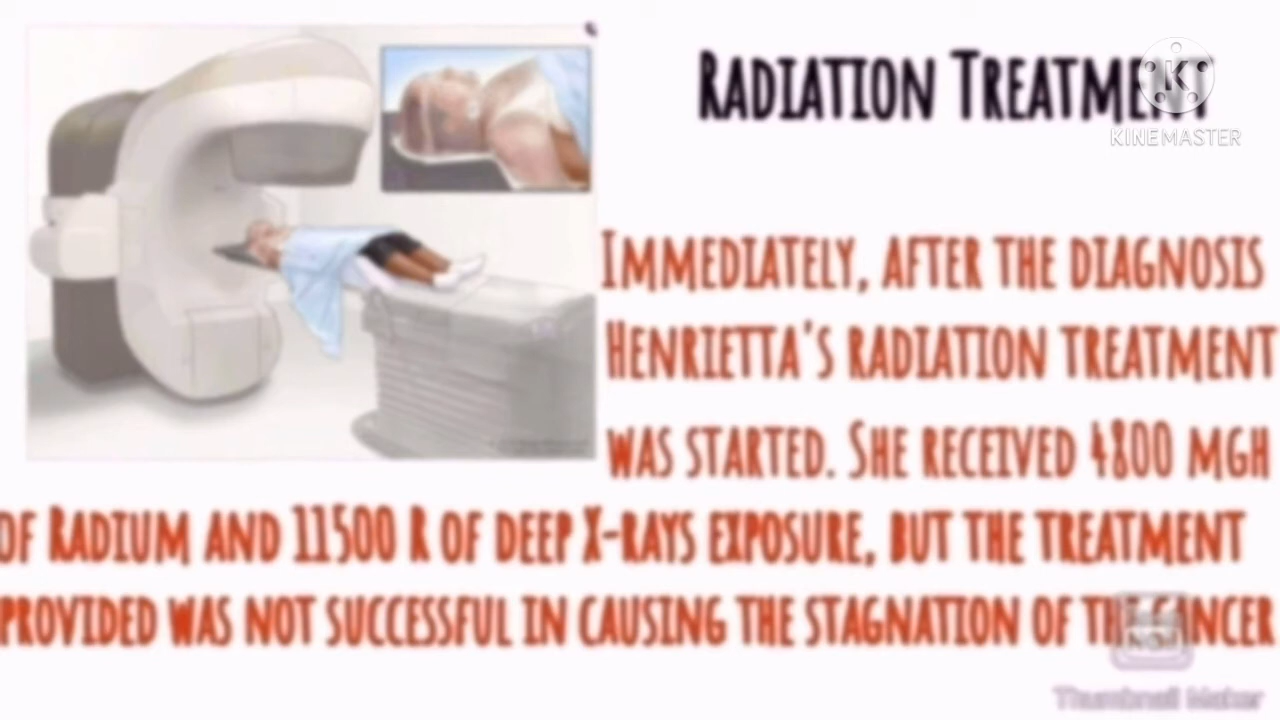 RADIATION TREATMENT
K
KINEMASTER
IMMEDIATELY, AFTER THE DIAGNOSIS
HENRIETTA'S RADIATION TREATMENT
WAS STARTED. SHE RECEIVED 4800 MGH
OF RADIUM AND 11500 R OF DEEP X-RAYS EXPOSURE, BUT THE TREATMENT
PROVIDED WAS NOT SUCCESSFUL IN CAUSING THE STAGNATION OF THE CANCER
Thumbnail Maker